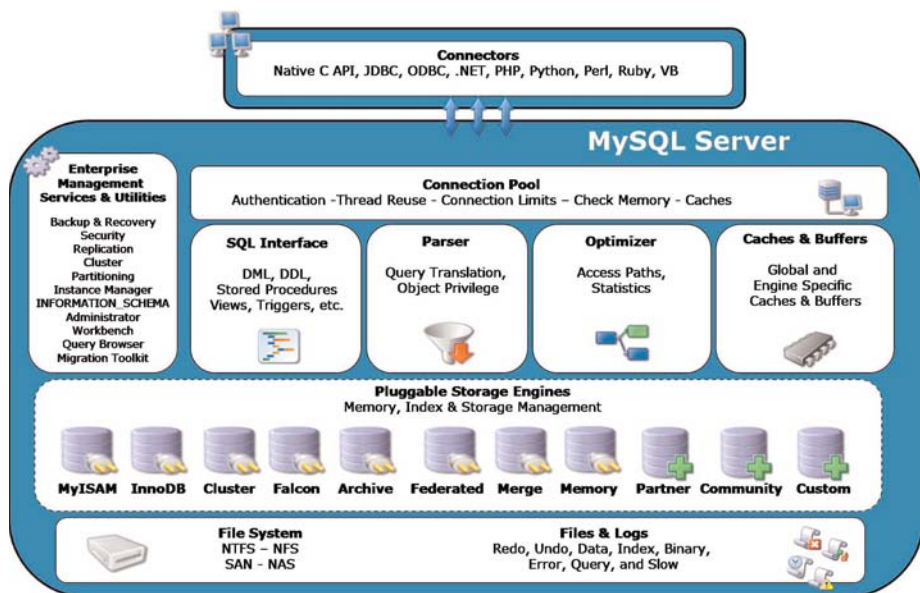 Connectors
Native C API, JDBC, ODBC, .NET, PHP, Python, Perl, Ruby, VB
MySQL Server
Enterprise
Management
Services & Utilities
Backup & Recovery
Security
Replication
Cluster
Partitioning
Instance Manager
INFORMATION_SCHEMA
Administrator
Workbench
Query Browser
Migration Toolkit
Connection Pool
Authentication -Thread Reuse - Connection Limits – Check Memory - Caches
SQL Interface
DML, DDL,
Stored Procedures
Views, Triggers, etc.
Parser
Query Translation,
Object Privilege
Optimizer
Access Paths,
Statistics
Caches & Buffers
Global and
Engine Specific
Caches & Buffers
Pluggable Storage Engines
Memory, Index & Storage Management
MyISAM InnoDB Cluster Falcon Archive Federated Merge Memory Partner Community Custom
File System
NTFS – NFS
SAN - NAS
Files & Logs
Redo, Undo, Data, Index, Binary,
Error, Query, and Slow